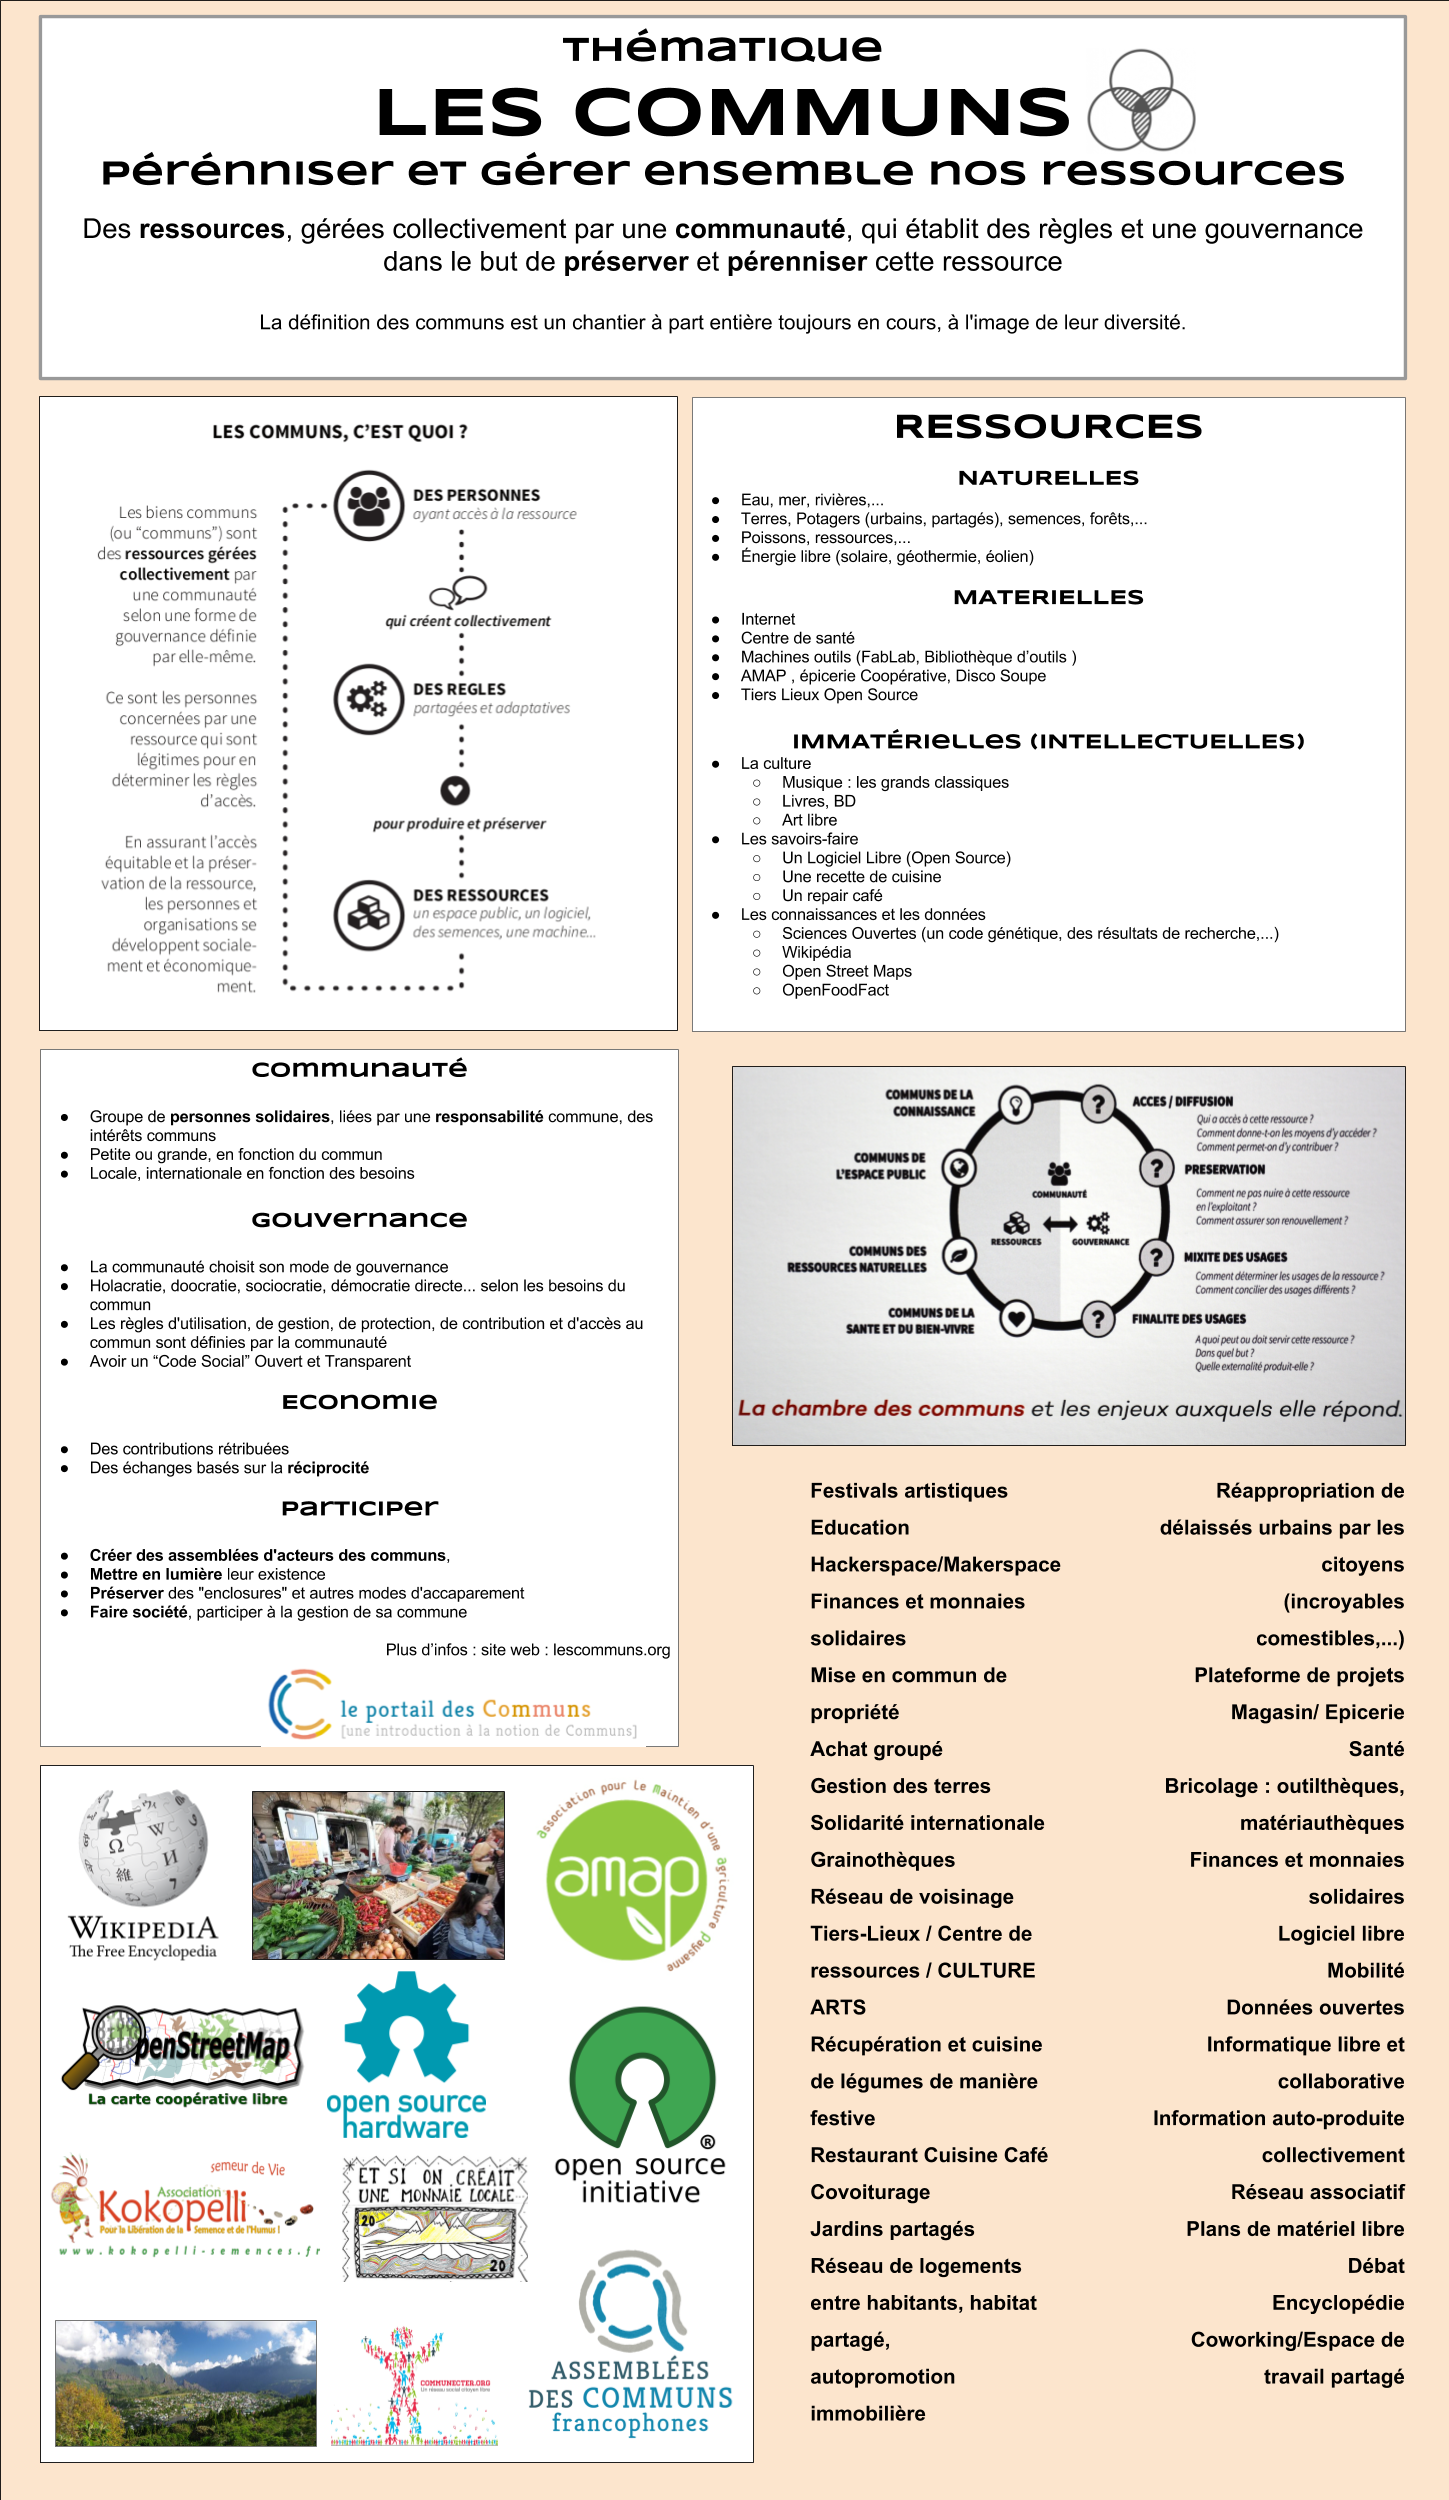 Thématique
LES COMMUNS
Pérénniser et Gérer ensemble nos ressources
Des ressources, gérées collectivement par une communauté, qui établit des règles et une gouvernance
dans le but de préserver et pérenniser cette ressource
La définition des communs est un chantier à part entière toujours en cours, à l'image de leur diversité.
LES COMMUNS, C'EST QUOI ?
Les biens communs
(ou “communs”) sont
des ressources gérées
collectivement par
une communauté
selon une forme de
gouvernance définie
par elle-même.
Ce sont les personnes
concernées par une
ressource qui sont
légitimes pour en
déterminer les règles
d'accès.
En assurant l'accès
équitable et la préser-
vation de la ressource,
les personnes et
organisations se
développent sociale-
ment et économique-
ment.
DES PERSONNES
ayant accès à la ressource
qui créent collectivement
DES REGLES
partagées et adaptatives
pour produire et préserver
DES RESSOURCES
un espace public, un logiciel,
des semences, une machine...
RESSOURCES
NATURELLES
● Eau, mer, rivières,...
● Terres, Potagers (urbains, partagés), semences, forêts,...
● Poissons, ressources,...
● Énergie libre (solaire, géothermie, éolien)
MATERIELLES
● Internet
● Centre de santé
● Machines outils (FabLab, Bibliothèque d’outils )
● AMAP , épicerie Coopérative, Disco Soupe
● Tiers Lieux Open Source
IMMATÉRIELLES (INTELLECTUELLES)
● La culture
○ Musique : les grands classiques
○ Livres, BD
○ Art libre
● Les savoirs-faire
○ Un Logiciel Libre (Open Source)
○ Une recette de cuisine
○ Un repair café
● Les connaissances et les données
○ Sciences Ouvertes (un code génétique, des résultats de recherche,...)
○ Wikipédia
○ Open Street Maps
○ OpenFoodFact
Communauté
● Groupe de personnes solidaires, liées par une responsabilité commune, des
intérêts communs
● Petite ou grande, en fonction du commun
● Locale, internationale en fonction des besoins
Gouvernance
● La communauté choisit son mode de gouvernance
● Holacratie, doocratie, sociocratie, démocratie directe... selon les besoins du
commun
● Les règles d'utilisation, de gestion, de protection, de contribution et d'accès au
commun sont définies par la communauté
● Avoir un “Code Social” Ouvert et Transparent
Economie
● Des contributions rétribuées
● Des échanges basés sur la réciprocité
Participer
● Créer des assemblées d'acteurs des communs,
● Mettre en lumière leur existence
● Préserver des "enclosures" et autres modes d'accaparement
● Faire société, participer à la gestion de sa commune
Plus d’infos : site web : lescommuns.org
le portail des Communs
[une introduction à la notion de Communs]
COMMUNS DE LA
CONNAISSANCE
COMMUNS DE
L'ESPACE PUBLIC
COMMUNS DES
RESSOURCES NATURELLES
COMMUNS DE LA
SANTE ET DU BIEN-VIVRE
COMMUNAUTÉ
RESSOURCES
GOUVERNANCE
?
ACCES / DIFFUSION
Qui a accès à cette ressource ?
Comment donne-t-on les moyens d'y accéder ?
Comment permet-on d'y contribuer ?
?
PRESERVATION
Comment ne pas nuire à cette ressource
en l'exploitant ?
Comment assurer son renouvellement ?
?
MIXITE DES USAGES
Comment déterminer les usages de la ressource ?
Comment concilier des usages différents ?
?
FINALITE DES USAGES
A quoi peut ou doit servir cette ressource ?
Dans quel but ?
Quelle externalité produit-elle ?
La chambre des communs et les enjeux auxquels elle répond.
Festivals artistiques
Education
Hackerspace/Makerspace
Finances et monnaies
solidaires
Mise en commun de
propriété
Achat groupé
Gestion des terres
Solidarité internationale
Grainothèques
Réseau de voisinage
Tiers-Lieux / Centre de
ressources / CULTURE
ARTS
Récupération et cuisine
de légumes de manière
festive
Restaurant Cuisine Café
Covoiturage
Jardins partagés
Réseau de logements
entre habitants, habitat
partagé,
autopromotion
immobilière
Réappropriation de
délaissés urbains par les
citoyens
(incroyables
comestibles,...)
Plateforme de projets
Magasin/ Epicerie
Santé
Bricolage : outilthèques,
matériauthèques
Finances et monnaies
solidaires
Logiciel libre
Mobilité
Données ouvertes
Informatique libre et
collaborative
Information auto-produite
collectivement
Réseau associatif
Plans de matériel libre
Débat
Encyclopédie
Coworking/Espace de
travail partagé
Ω W И 維 7
WIKIPEDIA
The Free Encyclopedia
association pour le maintien d'une agriculture paysanne
amap
OpenStreetMap
La carte coopérative libre
open source
hardware
®
open source
initiative
semeur de Vie
Association
Kokopelli
Pour la Libération de la Semence et de l'Humus !
www.kokopelli-semences.fr
ET SI ON CRÉAIT
UNE MONNAIE LOCALE...
20
20
COMMUNECTER.ORG
Un réseau social citoyen libre
ASSEMBLÉES
DES COMMUNS
francophones